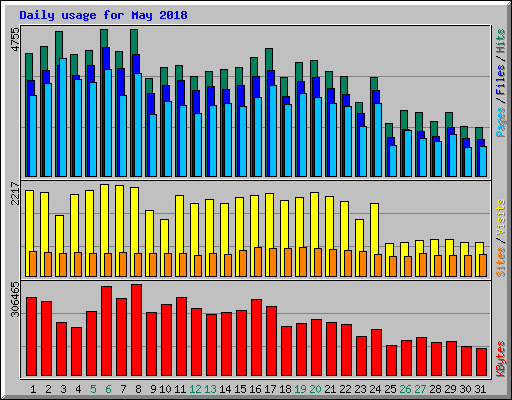 Daily usage for May 2018
4755
Pages / Files / Hits
2217
Sites / Visits
306465
KBytes
1 2 3 4 5 6 7 8 9 10 11 12 13 14 15 16 17 18 19 20 21 22 23 24 25 26 27 28 29 30 31